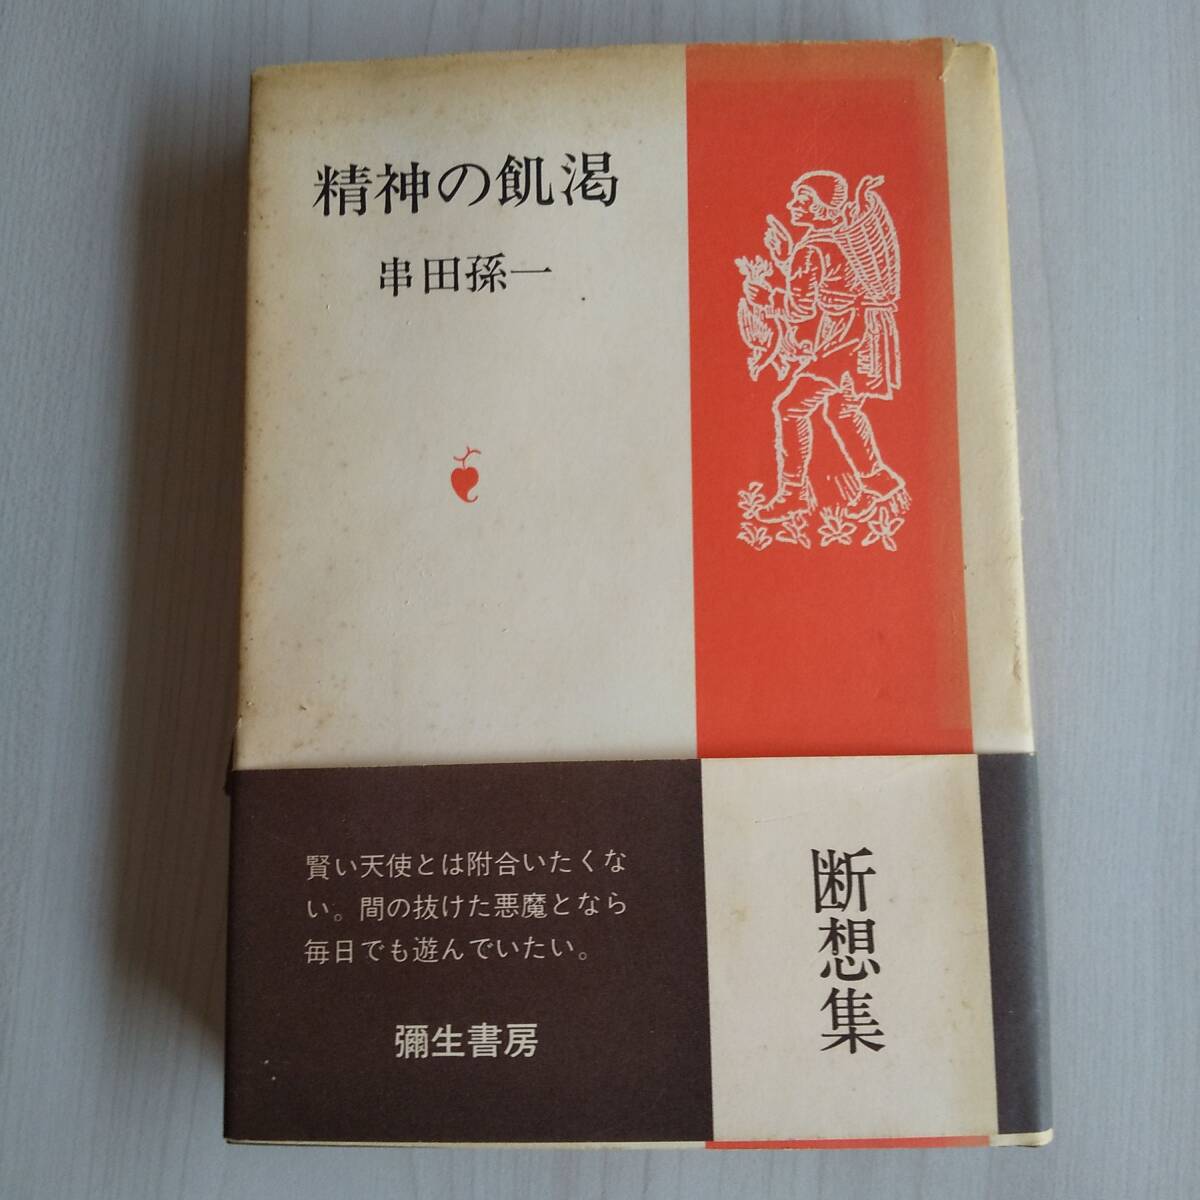 精神の飢渇
串田孫一
賢い天使とは附合いたくな
い。間の抜けた悪魔となら
毎日でも遊んでいたい。
彌生書房
断想集